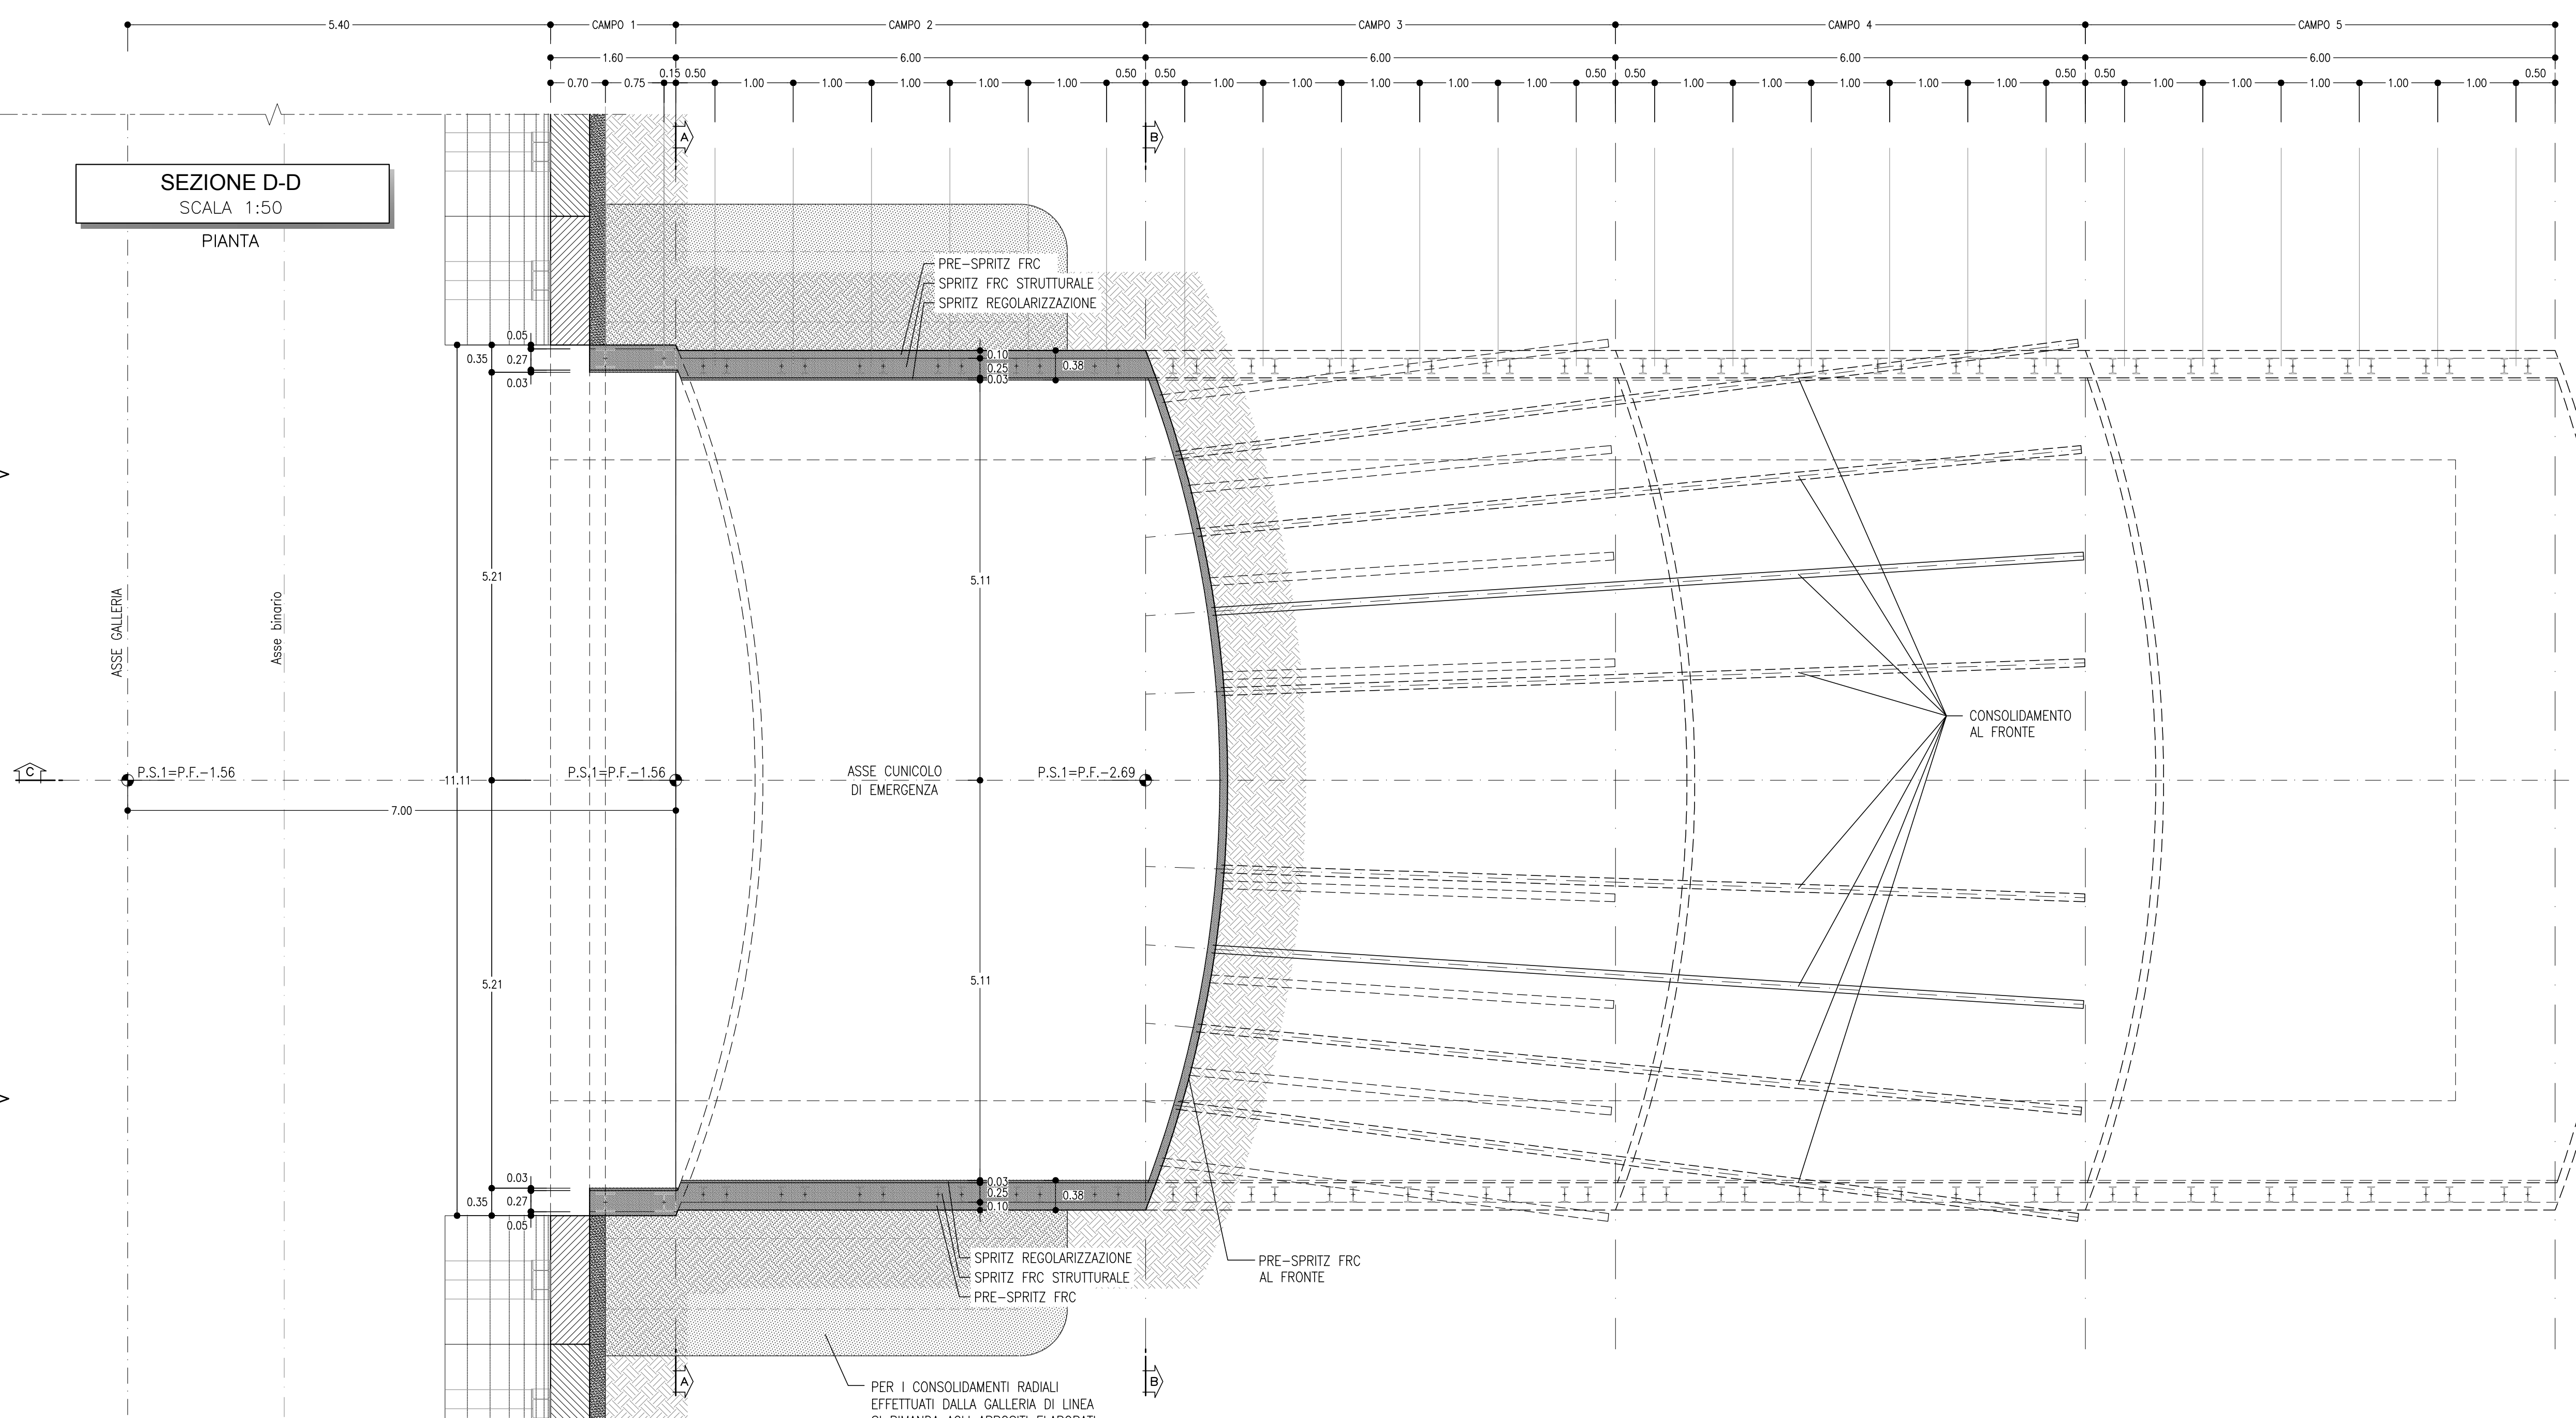 5.40 CAMPO 1 CAMPO 2 CAMPO 3 CAMPO 4 CAMPO 5
1.60 6.00 6.00 6.00 6.00
0.15 0.50 0.50 0.50 0.50 0.50 0.50 0.50 0.50
0.70 0.75 1.00 1.00 1.00 1.00 1.00 1.00 1.00 1.00 1.00 1.00 1.00 1.00 1.00 1.00 1.00 1.00 1.00 1.00 1.00 1.00
A B
SEZIONE D-D
SCALA 1:50
PIANTA
PRE-SPRITZ FRC
SPRITZ FRC STRUTTURALE
SPRITZ REGOLARIZZAZIONE
0.05
0.35
0.27
0.03
0.10
0.25
0.38
0.03
V
5.21
5.11
ASSE GALLERIA
Asse binario
CONSOLIDAMENTO
AL FRONTE
C
P.S.1=P.F.-1.56
11.11
P.S.1=P.F.-1.56
ASSE CUNICOLO
DI EMERGENZA
P.S.1=P.F.-2.69
7.00
5.21
5.11
V
0.03
0.35
0.27
0.05
0.03
0.25
0.38
0.10
SPRITZ REGOLARIZZAZIONE
SPRITZ FRC STRUTTURALE
PRE-SPRITZ FRC
PRE-SPRITZ FRC
AL FRONTE
A B
PER I CONSOLIDAMENTI RADIALI
EFFETTUATI DALLA GALLERIA DI LINEA
SI RIMANDA AGLI APPOSITI ELABORATI